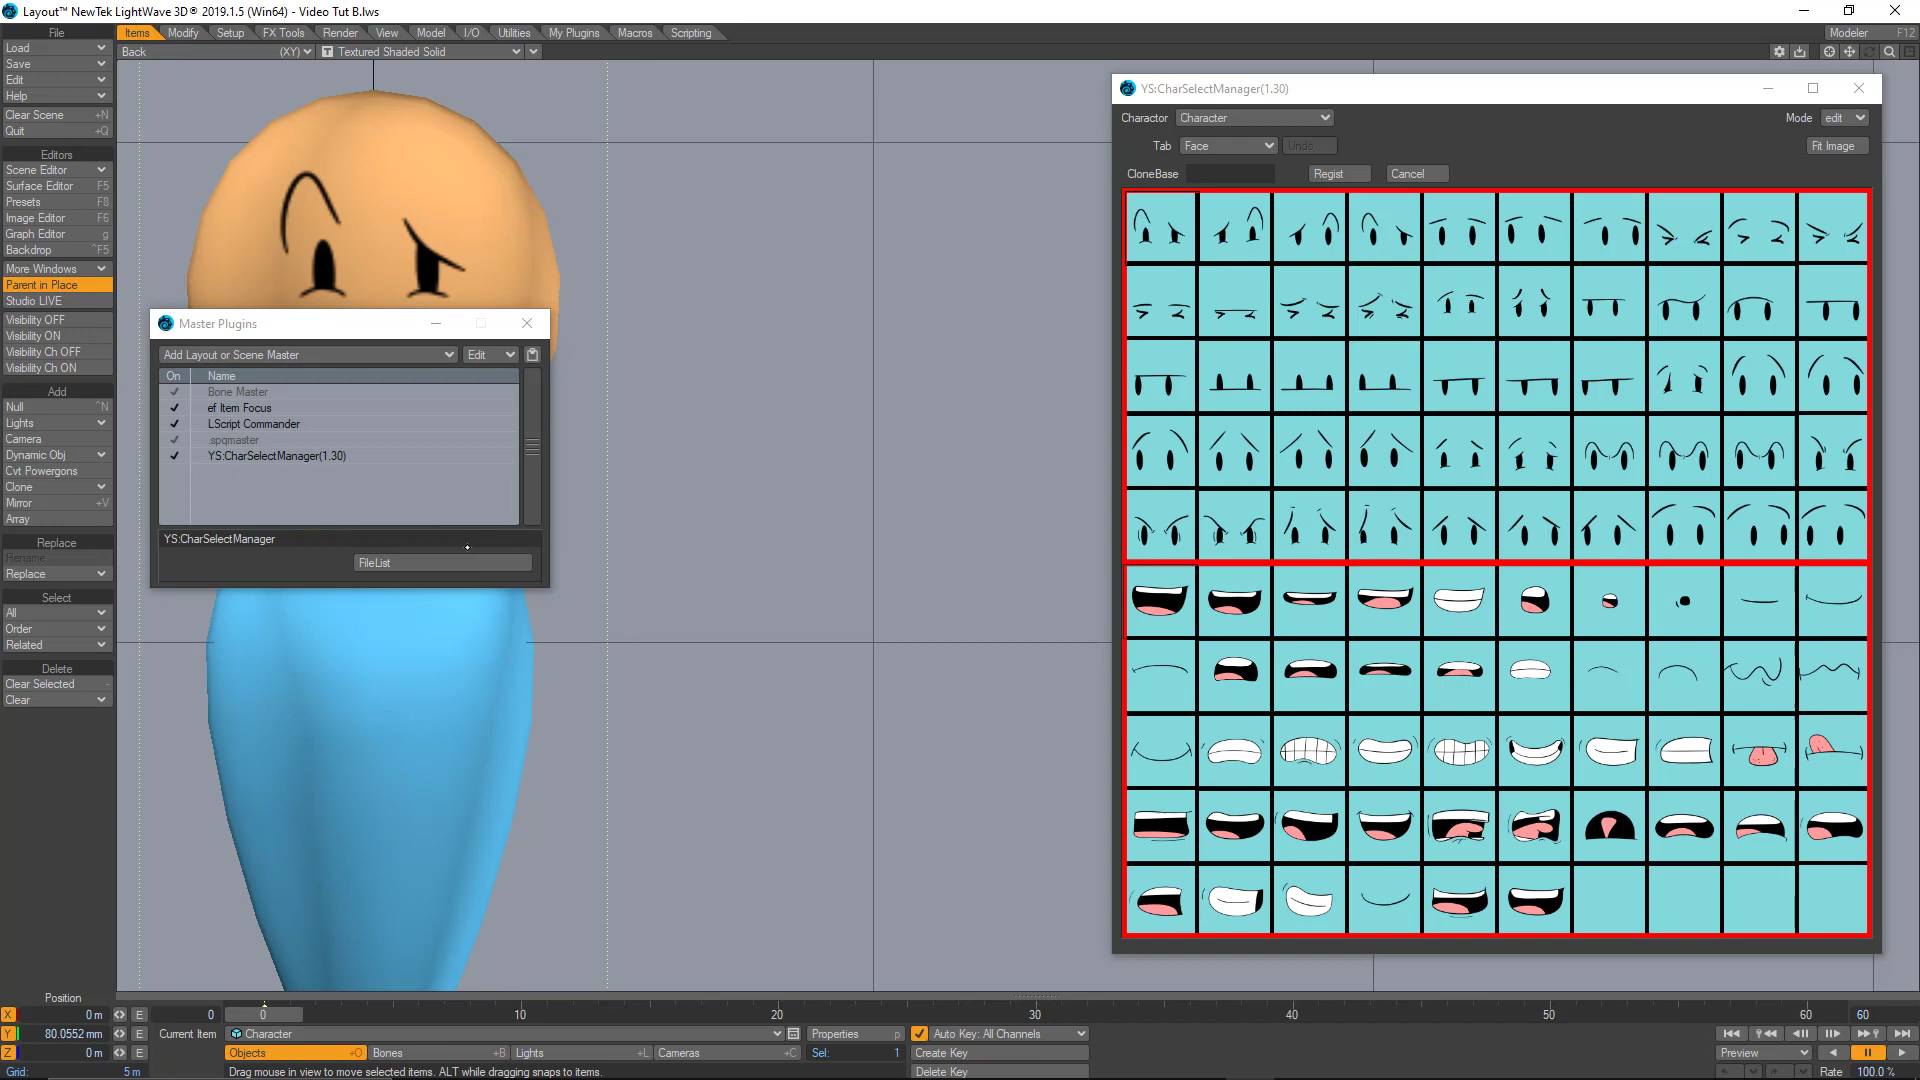 Layout™ NewTek LightWave 3D® 2019.1.5 (Win64) - Video Tut B.lws
File
Items Modify Setup FX Tools Render View Model I/O Utilities My Plugins Macros Scripting
Modeler F12
Load
Back (XY) Textured Shaded Solid
Save
Edit
Help
Clear Scene +N
Quit +Q
Editors
Scene Editor
Surface Editor F5
Presets F8
Image Editor F6
Graph Editor g
Backdrop ^F5
More Windows
Parent in Place
Studio LIVE
Visibility OFF
Visibility ON
Visibility Ch OFF
Visibility Ch ON
Add
Null ^N
Lights
Camera
Dynamic Obj
Cvt Powergons
Clone
Mirror +V
Array
Replace
Rename
Replace
Select
All
Order
Related
Delete
Clear Selected -
Clear
Master Plugins
Add Layout or Scene Master Edit
On Name
Bone Master
ef Item Focus
LScript Commander
.spqmaster
YS:CharSelectManager(1.30)
YS:CharSelectManager
FileList
YS:CharSelectManager(1.30)
Charactor Character Mode edit
Tab Face Undo Fit Image
CloneBase Regist Cancel
Position
X 0 m E 0 0 10 20 30 40 50 60 60
Y 80.0552 mm E Current Item Character Properties p Auto Key: All Channels
Z 0 m E Objects +O Bones +B Lights +L Cameras +C Sel: 1 Create Key Preview
Grid: 5 m Drag mouse in view to move selected items. ALT while dragging snaps to items. Delete Key Rate 100.0 %